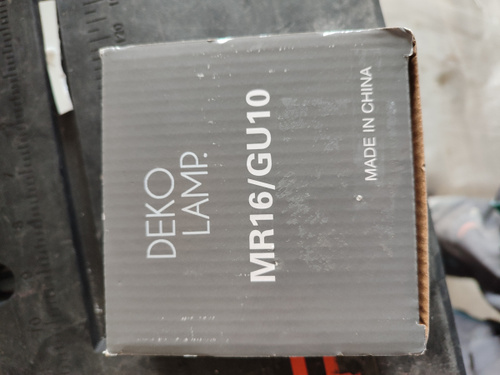 DEKO
LAMP.
MR16/GU10
MADE IN CHINA